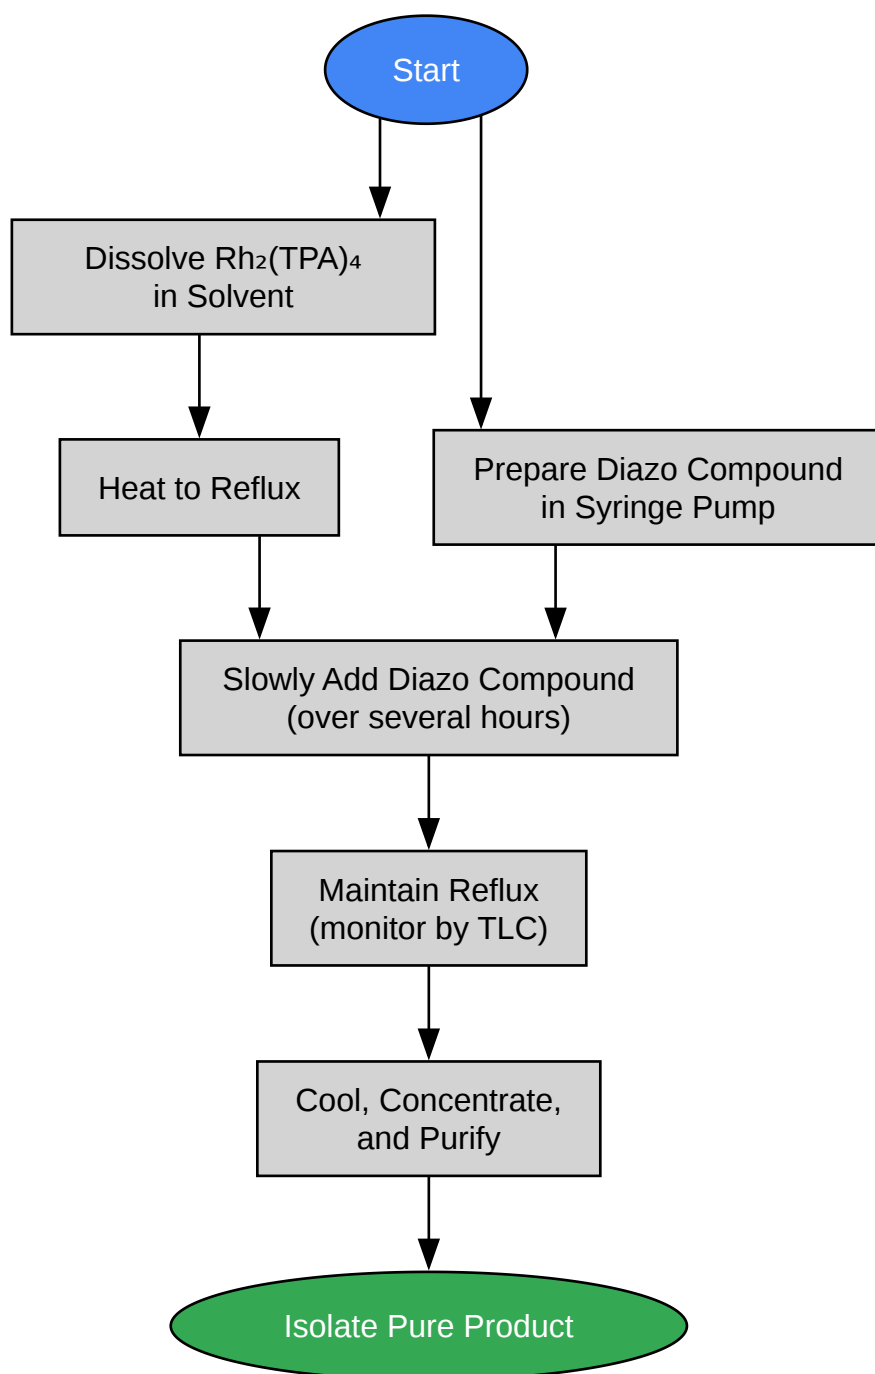 Start
Dissolve Rh₂(TPA)₄
in Solvent
Heat to Reflux
Prepare Diazo Compound
in Syringe Pump
Slowly Add Diazo Compound
(over several hours)
Maintain Reflux
(monitor by TLC)
Cool, Concentrate,
and Purify
Isolate Pure Product